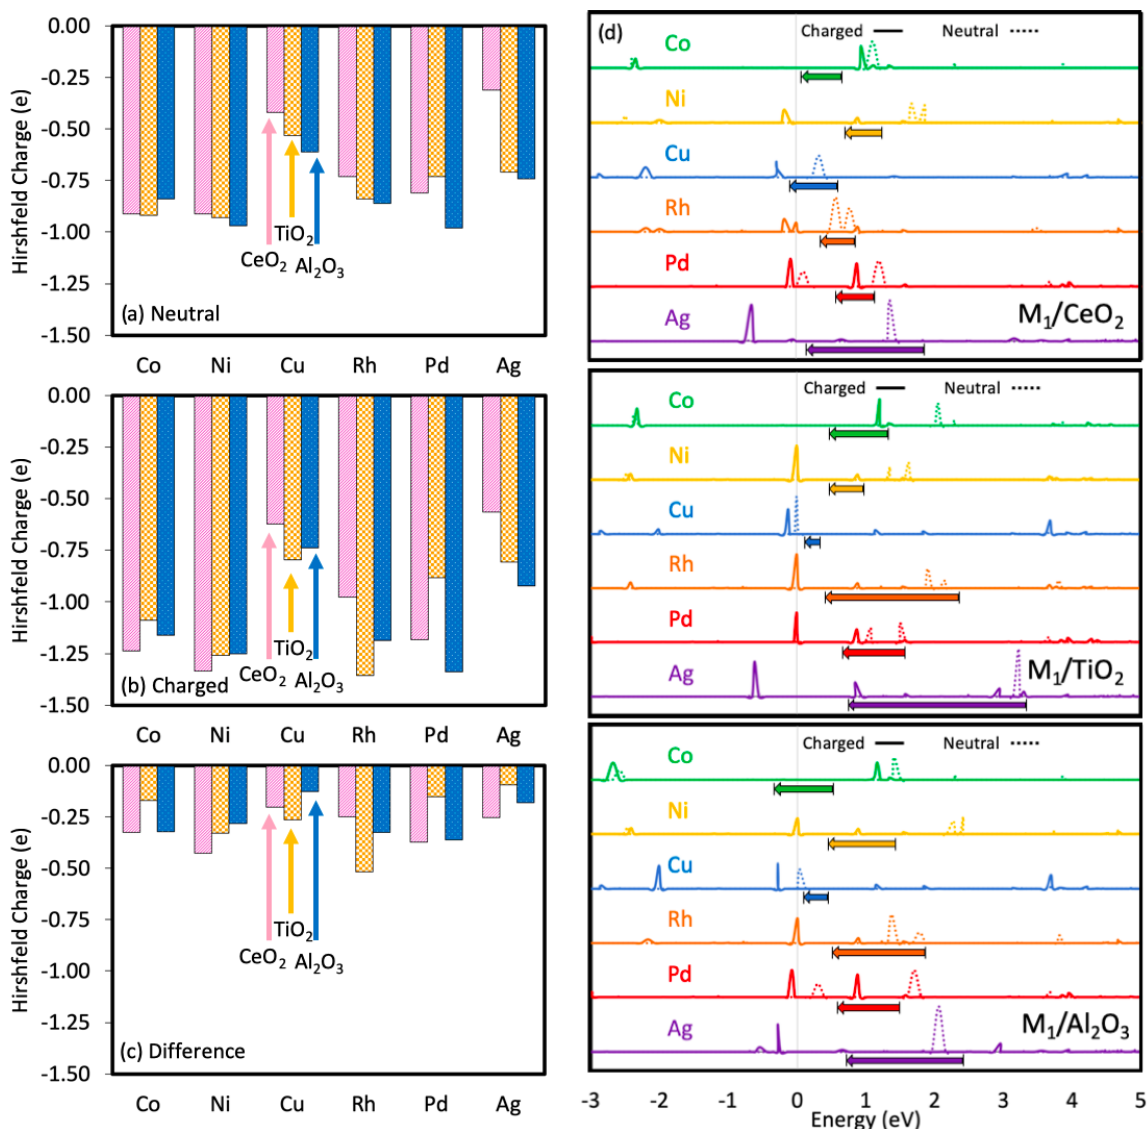 Hirshfeld Charge (e)
0.00
-0.25
-0.50
-0.75
-1.00
-1.25
-1.50
TiO2
CeO2 Al2O3
(a) Neutral
Co Ni Cu Rh Pd Ag
Hirshfeld Charge (e)
0.00
-0.25
-0.50
-0.75
-1.00
-1.25
-1.50
TiO2
CeO2 Al2O3
(b) Charged
Co Ni Cu Rh Pd Ag
Hirshfeld Charge (e)
0.00
-0.25
-0.50
-0.75
-1.00
-1.25
-1.50
TiO2
CeO2 Al2O3
(c) Difference
Co Ni Cu Rh Pd Ag
(d) Charged Neutral
Co
Ni
Cu
Rh
Pd
Ag
M1/CeO2
Charged Neutral
Co
Ni
Cu
Rh
Pd
Ag
M1/TiO2
Charged Neutral
Co
Ni
Cu
Rh
Pd
Ag
M1/Al2O3
-3 -2 -1 0 1 2 3 4 5
Energy (eV)